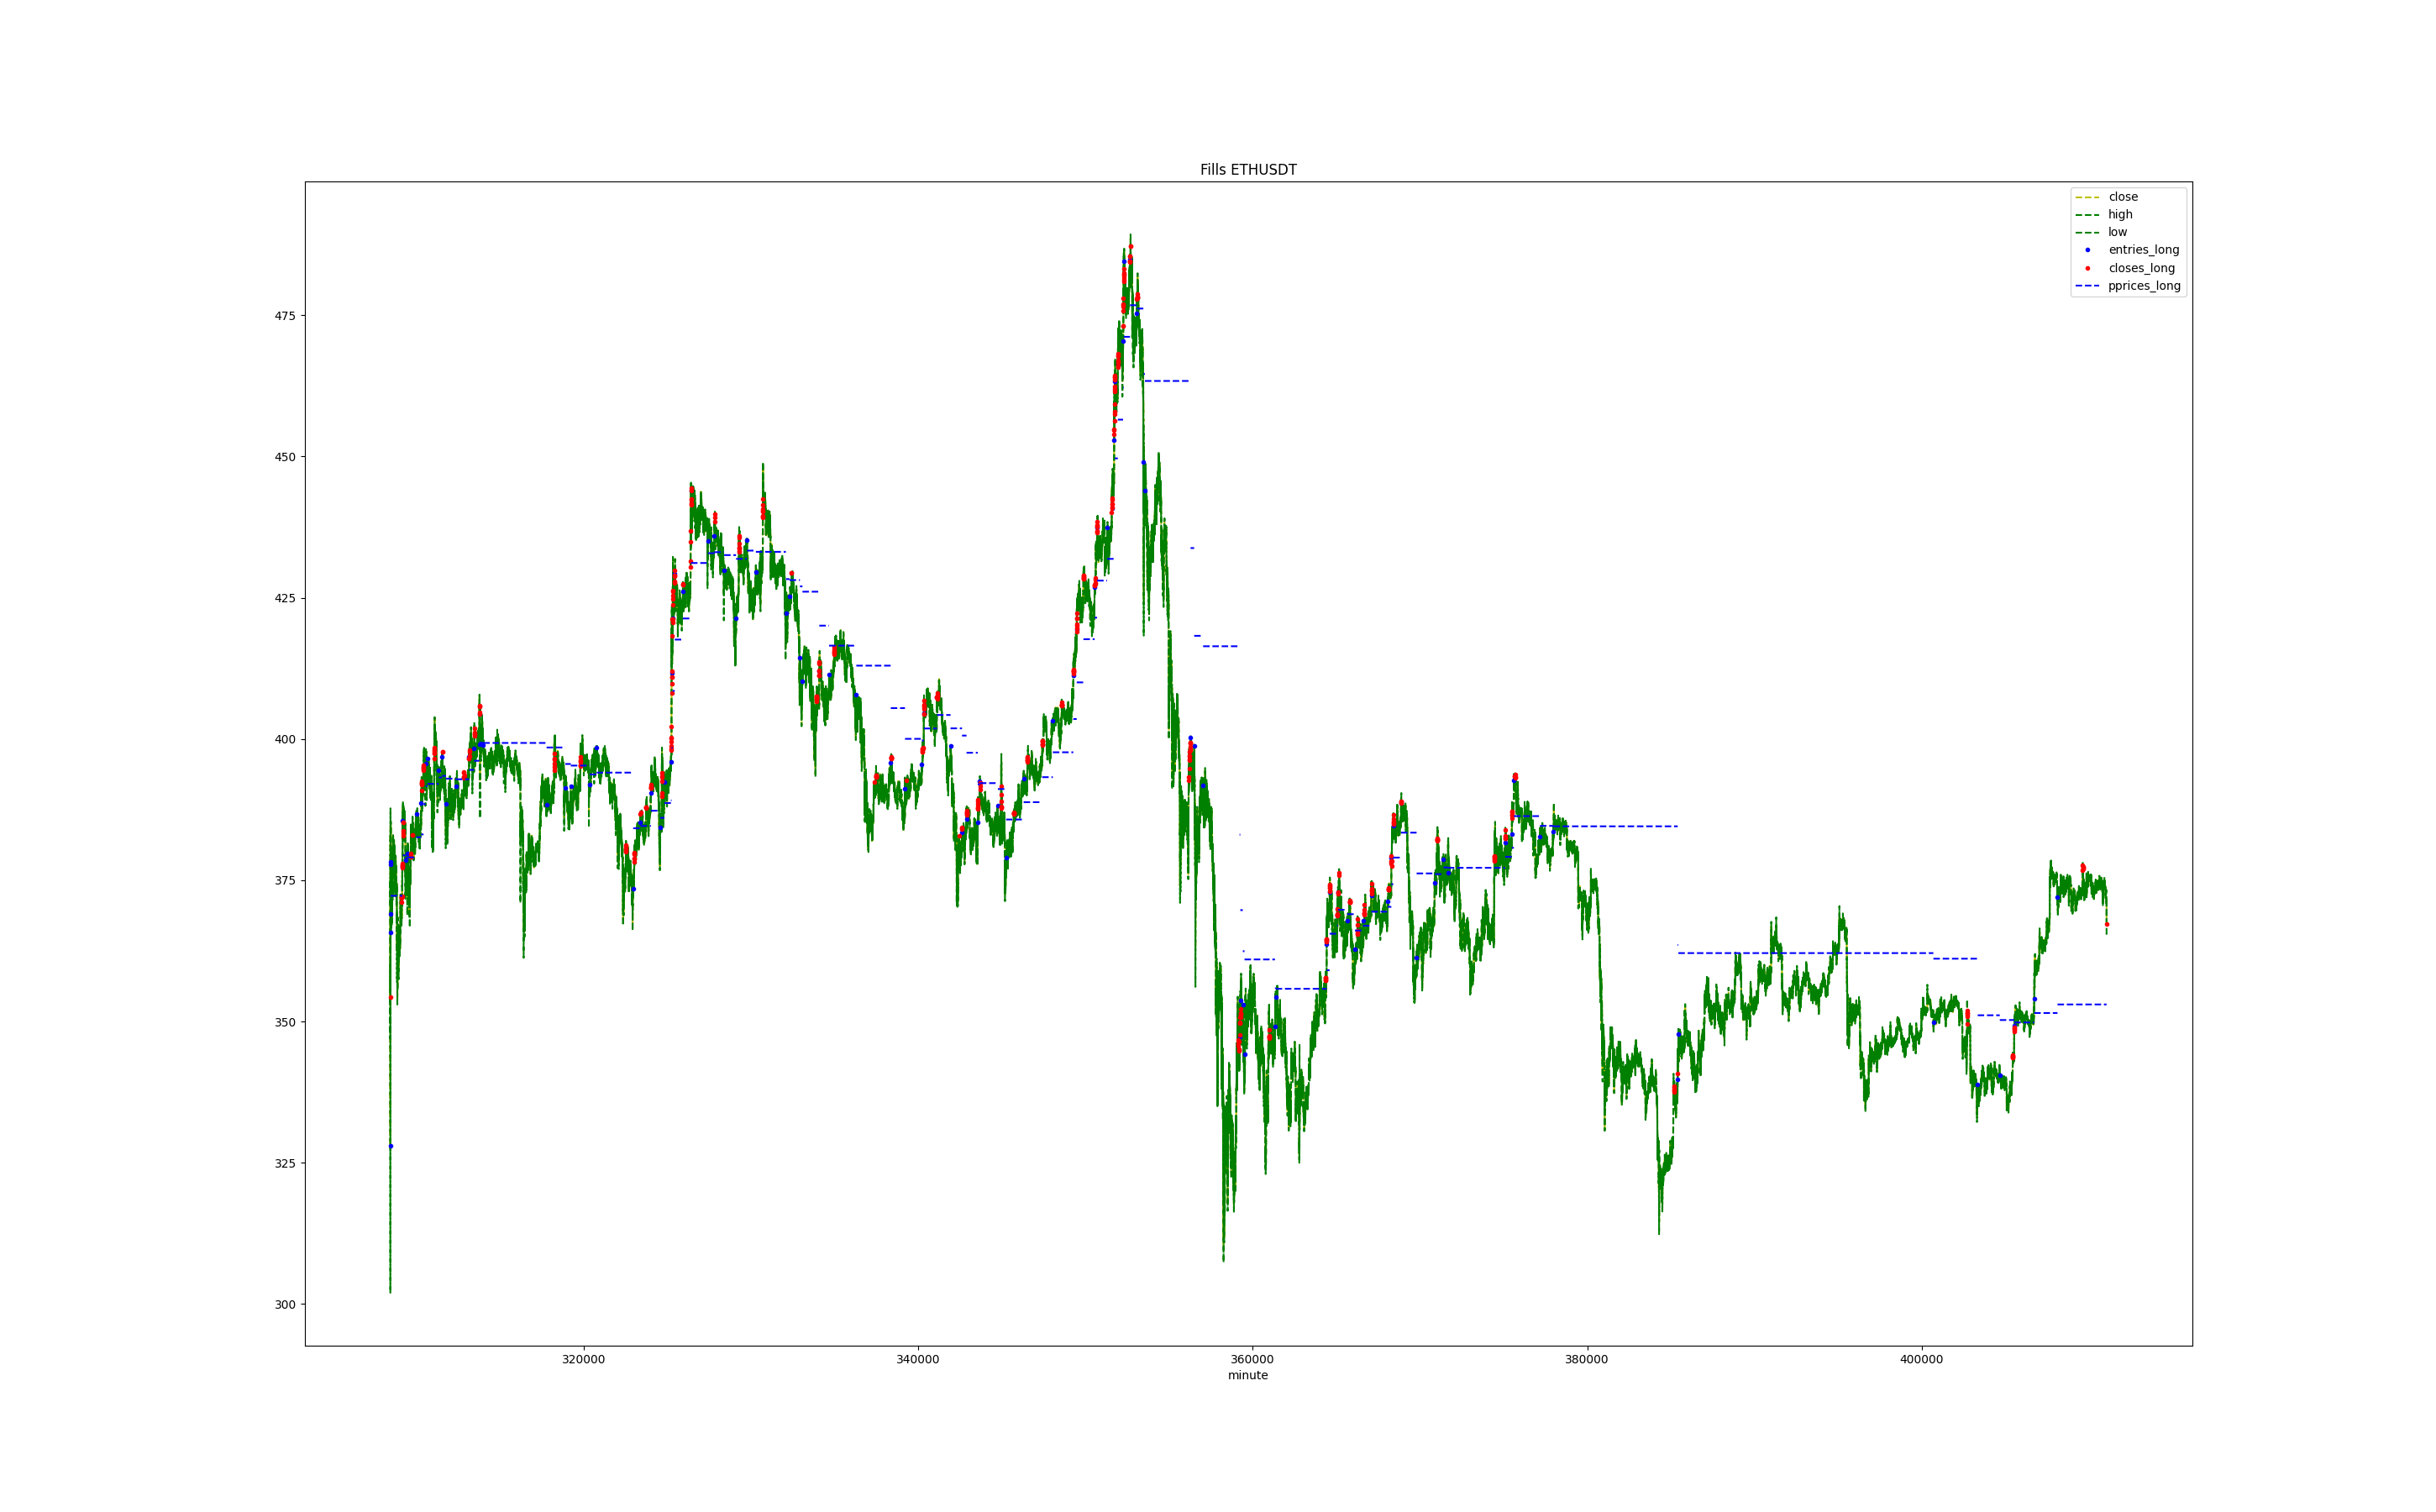 Fills ETHUSDT
close
high
low
entries_long
closes_long
pprices_long
475
450
425
400
375
350
325
300
320000
340000
360000
380000
400000
minute